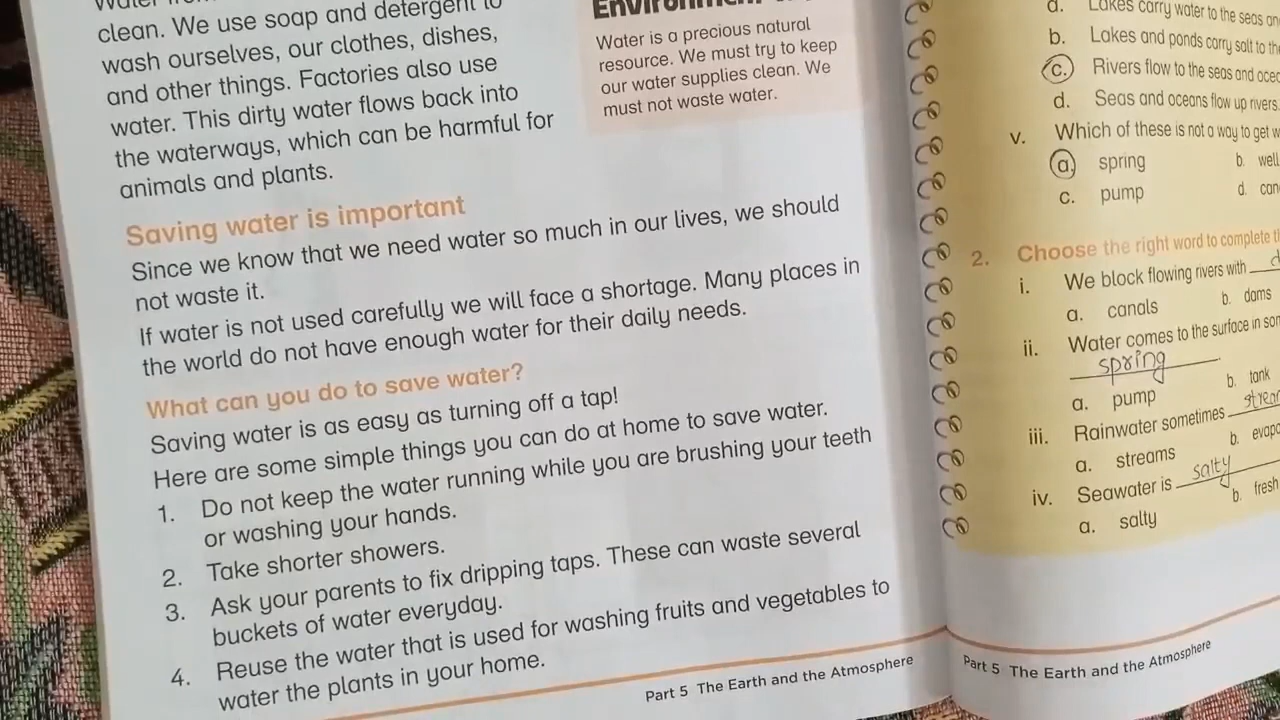 clean. We use soap and detergent to
wash ourselves, our clothes, dishes,
and other things. Factories also use
water. This dirty water flows back into
the waterways, which can be harmful for
animals and plants.
Water is a precious natural
resource. We must try to keep
our water supplies clean. We
must not waste water.
Saving water is important
Since we know that we need water so much in our lives, we should
not waste it.
If water is not used carefully we will face a shortage. Many places in
the world do not have enough water for their daily needs.
What can you do to save water?
Saving water is as easy as turning off a tap!
Here are some simple things you can do at home to save water.
1. Do not keep the water running while you are brushing your teeth
or washing your hands.
2. Take shorter showers.
3. Ask your parents to fix dripping taps. These can waste several
buckets of water everyday.
4. Reuse the water that is used for washing fruits and vegetables to
water the plants in your home.
Part 5 The Earth and the Atmosphere
a. Lakes carry water to the seas
b. Lakes and ponds carry salt to
c. Rivers flow to the seas and
d. Seas and oceans flow up rivers
v. Which of these is not a way to get
a. spring b. well
c. pump d.
2. Choose the right word to complete
i. We block flowing rivers with
a. canals b. dams
ii. Water comes to the surface in
spring
a. pump b. tank
iii. Rainwater sometimes
a. streams b.
iv. Seawater is salty
a. salty b. fresh
Part 5 The Earth and the Atmosphere